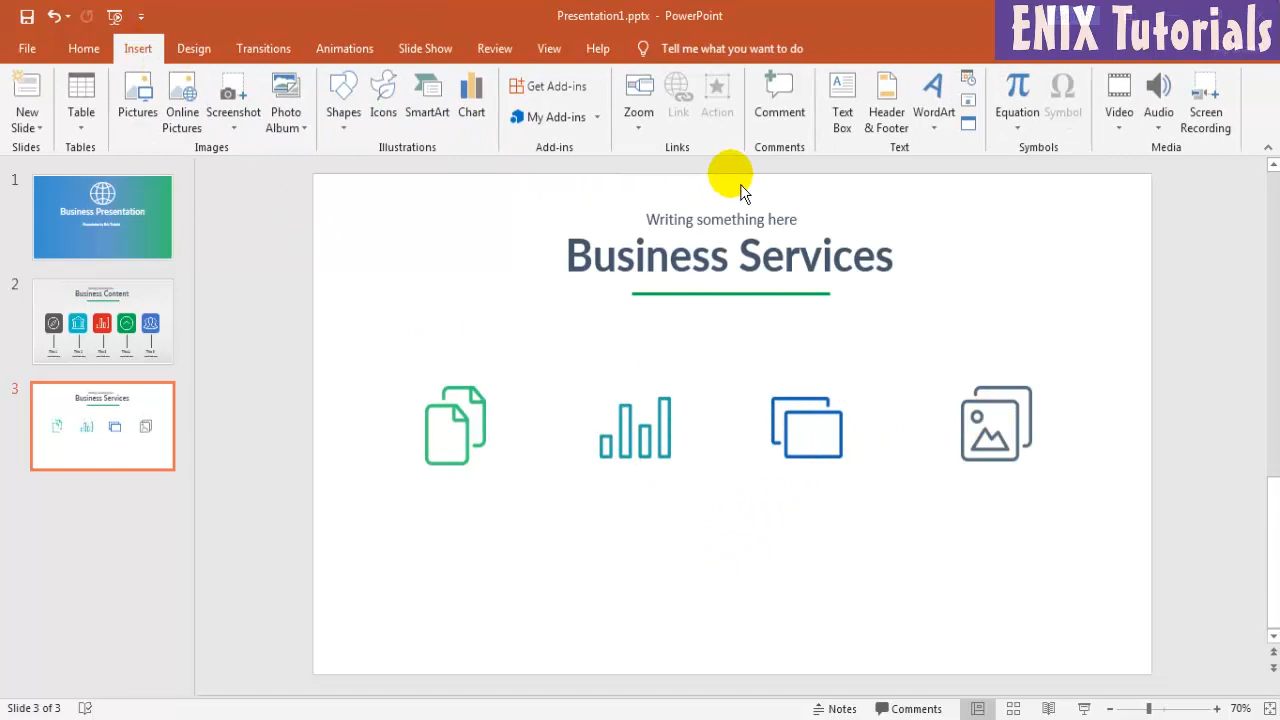 Presentation1.pptx - PowerPoint
ENIX Tutorials
File Home Insert Design Transitions Animations Slide Show Review View Help Tell me what you want to do
New Slide
Table
Pictures
Online Pictures
Screenshot
Photo Album
Shapes
Icons
SmartArt
Chart
Get Add-ins
My Add-ins
Zoom
Link
Action
Comment
Text Box
Header & Footer
WordArt
Equation
Symbol
Video
Audio
Screen Recording
Slides Tables Images Illustrations Add-ins Links Comments Text Symbols Media
1
Business Presentation
2
Business Content
3
Business Services
Writing something here
Business Services
Slide 3 of 3
Notes Comments 70%